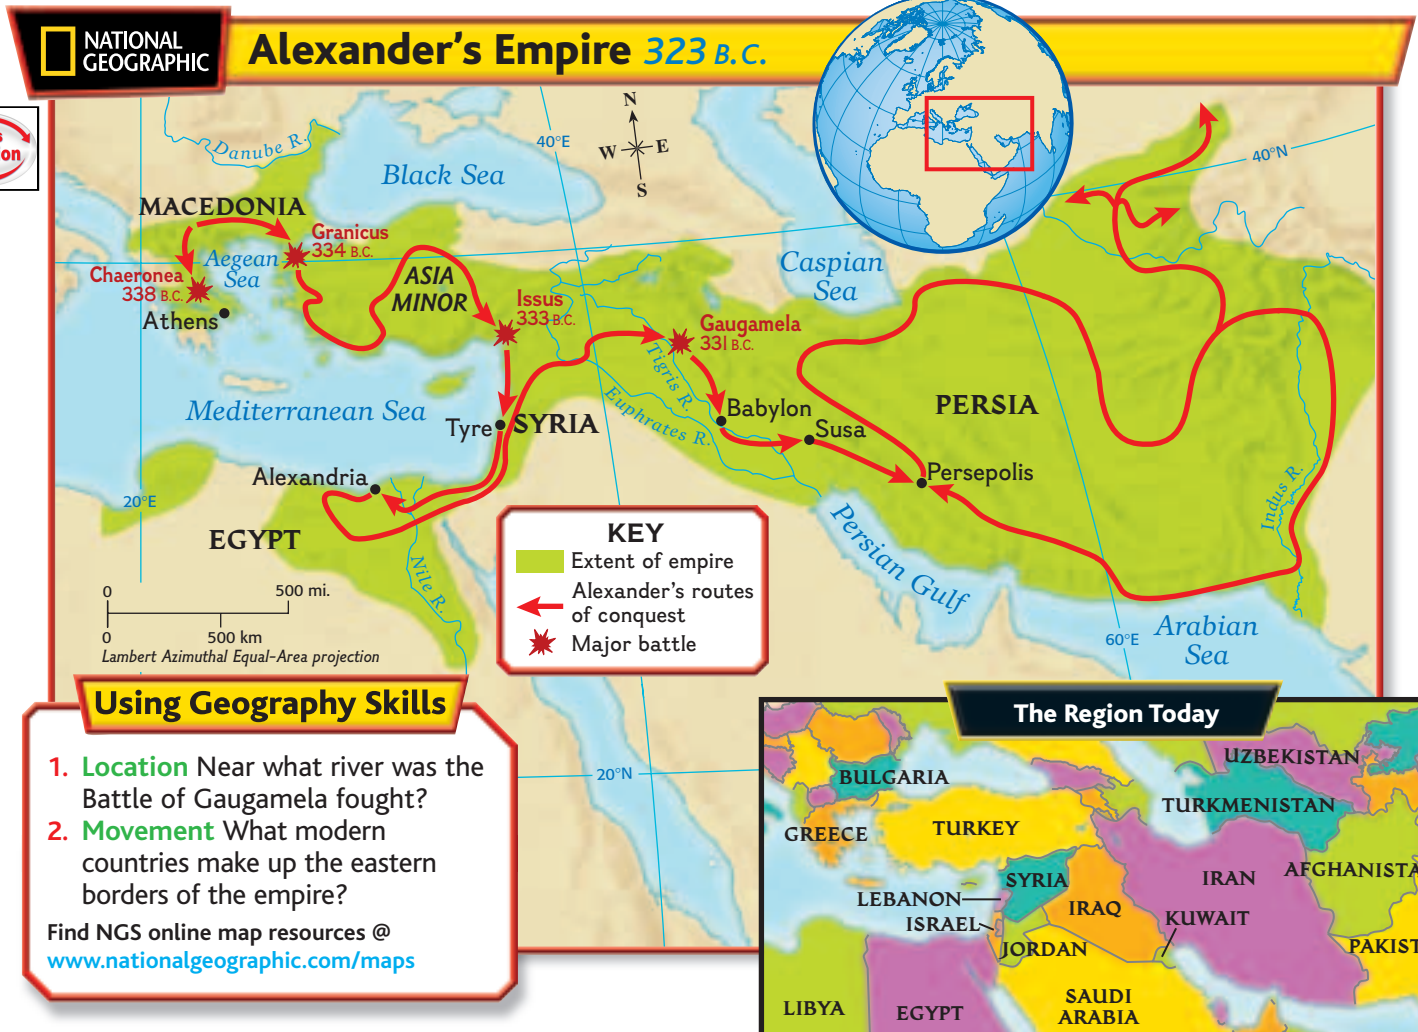 NATIONAL
GEOGRAPHIC
Alexander's Empire 323 B.C.
on
N
W E
S
40°E
40°N
Danube R.
Black Sea
MACEDONIA
Granicus
334 B.C.
Aegean
Sea
Chaeronea
338 B.C.
Athens
ASIA
MINOR
Issus
333 B.C.
Caspian
Sea
Gaugamela
331 B.C.
Tigris R.
Euphrates R.
Mediterranean Sea
Tyre
SYRIA
Babylon
Susa
PERSIA
Persepolis
Alexandria
20°E
EGYPT
Nile R.
Indus R.
Persian Gulf
60°E
Arabian
Sea
20°N
KEY
Extent of empire
Alexander's routes
of conquest
Major battle
0 500 mi.
0 500 km
Lambert Azimuthal Equal-Area projection
Using Geography Skills
1. Location Near what river was the
Battle of Gaugamela fought?
2. Movement What modern
countries make up the eastern
borders of the empire?
Find NGS online map resources @
www.nationalgeographic.com/maps
The Region Today
UZBEKISTAN
BULGARIA
TURKMENISTAN
GREECE
TURKEY
SYRIA
IRAN
AFGHANISTA
LEBANON
IRAQ
ISRAEL
KUWAIT
JORDAN
PAKIST
LIBYA
EGYPT
SAUDI
ARABIA